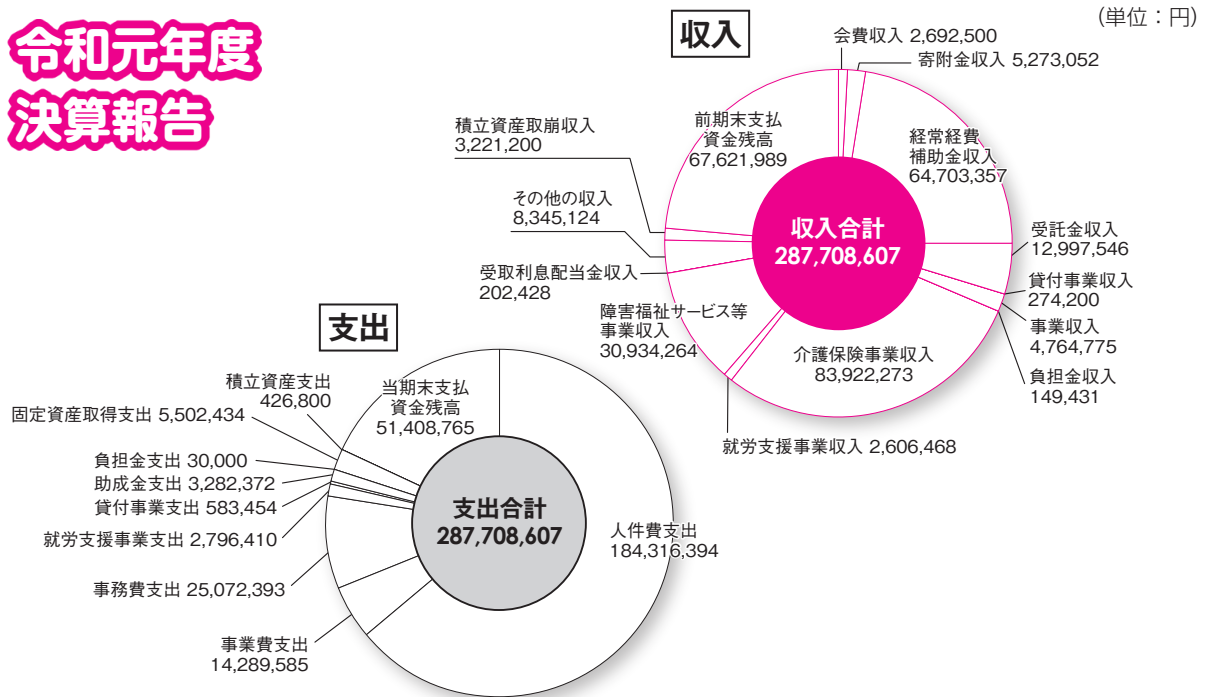 令和元年度
決算報告
(単位：円)
収入
会費収入 2,692,500
寄附金収入 5,273,052
経常経費
補助金収入
64,703,357
受託金収入
12,997,546
貸付事業収入
274,200
事業収入
4,764,775
負担金収入
149,431
介護保険事業収入
83,922,273
就労支援事業収入 2,606,468
障害福祉サービス等
事業収入
30,934,264
受取利息配当金収入
202,428
その他の収入
8,345,124
積立資産取崩収入
3,221,200
前期末支払
資金残高
67,621,989
収入合計
287,708,607
支出
人件費支出
184,316,394
事業費支出
14,289,585
事務費支出 25,072,393
就労支援事業支出 2,796,410
貸付事業支出 583,454
助成金支出 3,282,372
負担金支出 30,000
固定資産取得支出 5,502,434
積立資産支出
426,800
当期末支払
資金残高
51,408,765
支出合計
287,708,607